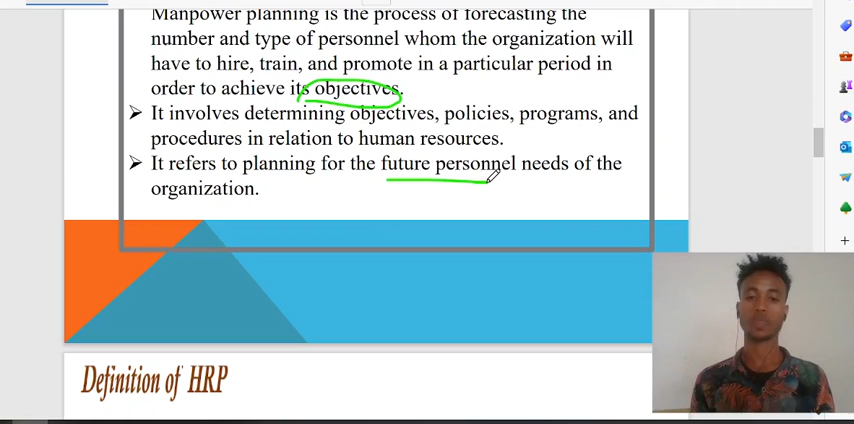 Manpower planning is the process of forecasting the
number and type of personnel whom the organization will
have to hire, train, and promote in a particular period in
order to achieve its objectives.
➤ It involves determining objectives, policies, programs, and
procedures in relation to human resources.
➤ It refers to planning for the future personnel needs of the
organization.
Definition of HRP